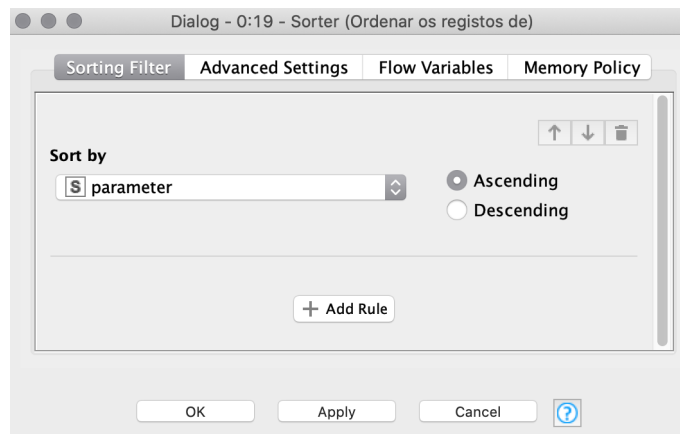 Dialog - 0:19 - Sorter (Ordenar os registos de)
Sorting Filter Advanced Settings Flow Variables Memory Policy
Sort by
S parameter
Ascending
Descending
+ Add Rule
OK Apply Cancel ?